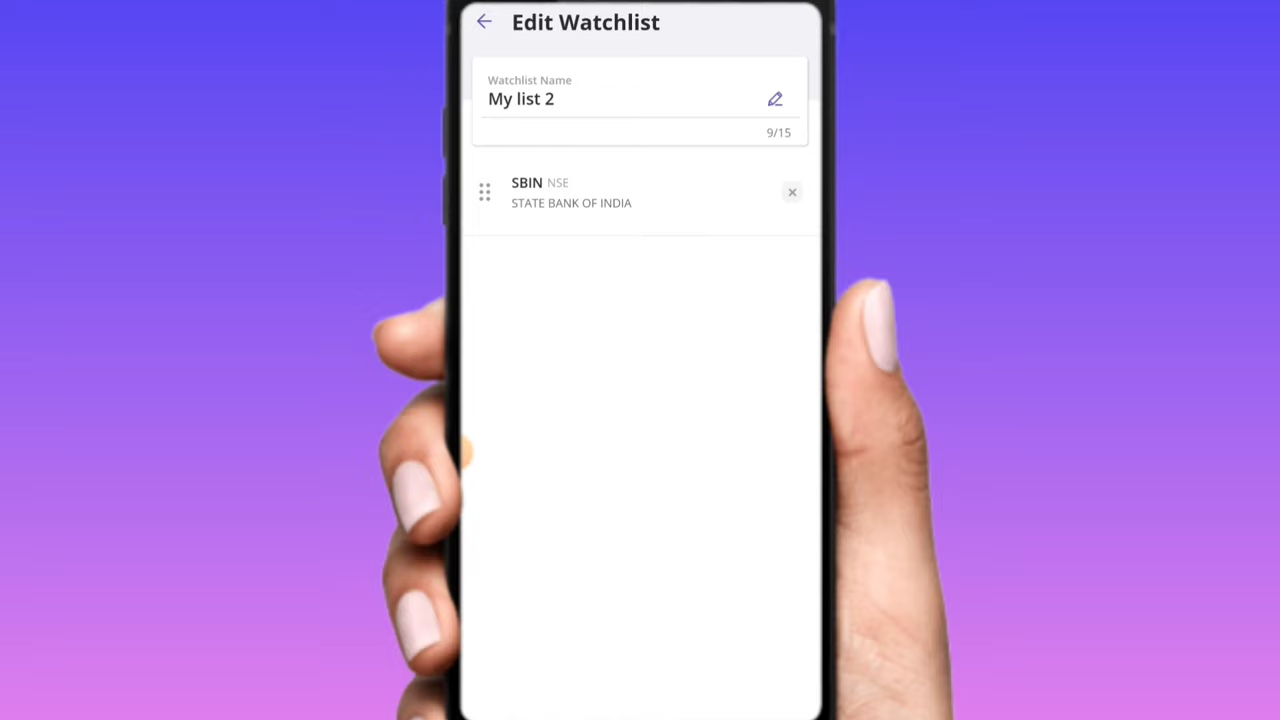 Edit Watchlist
Watchlist Name
My list 2
9/15
SBIN NSE
STATE BANK OF INDIA